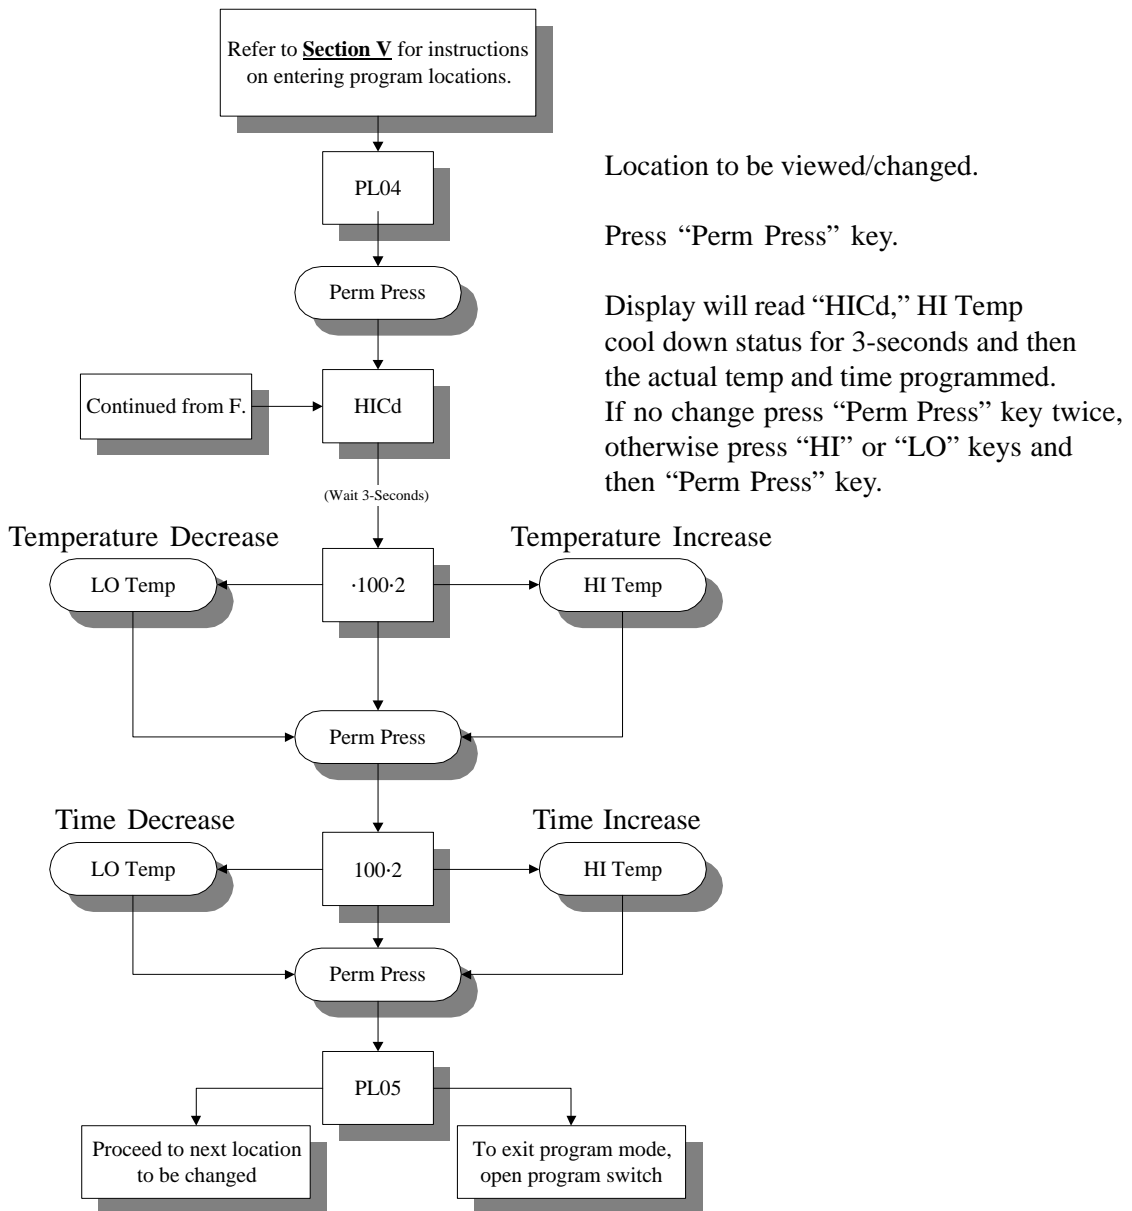 Refer to Section V for instructions
on entering program locations.
PL04
Location to be viewed/changed.
Perm Press
Press “Perm Press” key.
Continued from F.
HICd
Display will read “HICd,” HI Temp
cool down status for 3-seconds and then
the actual temp and time programmed.
If no change press “Perm Press” key twice,
otherwise press “HI” or “LO” keys and
then “Perm Press” key.
(Wait 3-Seconds)
Temperature Decrease
Temperature Increase
LO Temp
·100·2
HI Temp
Perm Press
Time Decrease
Time Increase
LO Temp
100·2
HI Temp
Perm Press
PL05
Proceed to next location
to be changed
To exit program mode,
open program switch